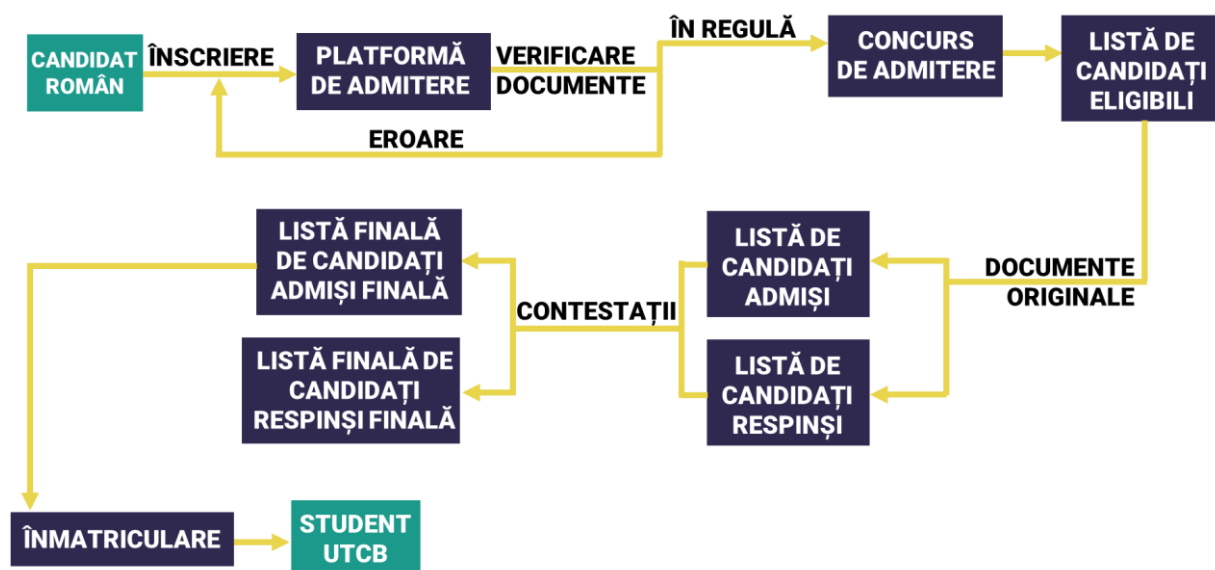 CANDIDAT
ROMÂN
ÎNSCRIERE
PLATFORMĂ
DE ADMITERE
VERIFICARE
DOCUMENTE
ÎN REGULĂ
EROARE
CONCURS
DE ADMITERE
LISTĂ DE
CANDIDAȚI
ELIGIBILI
DOCUMENTE
ORIGINALE
LISTĂ DE
CANDIDAȚI
ADMIȘI
LISTĂ DE
CANDIDAȚI
RESPINȘI
CONTESTAȚII
LISTĂ FINALĂ
DE CANDIDAȚI
ADMIȘI FINALĂ
LISTĂ FINALĂ DE
CANDIDAȚI
RESPINȘI FINALĂ
ÎNMATRICULARE
STUDENT
UTCB